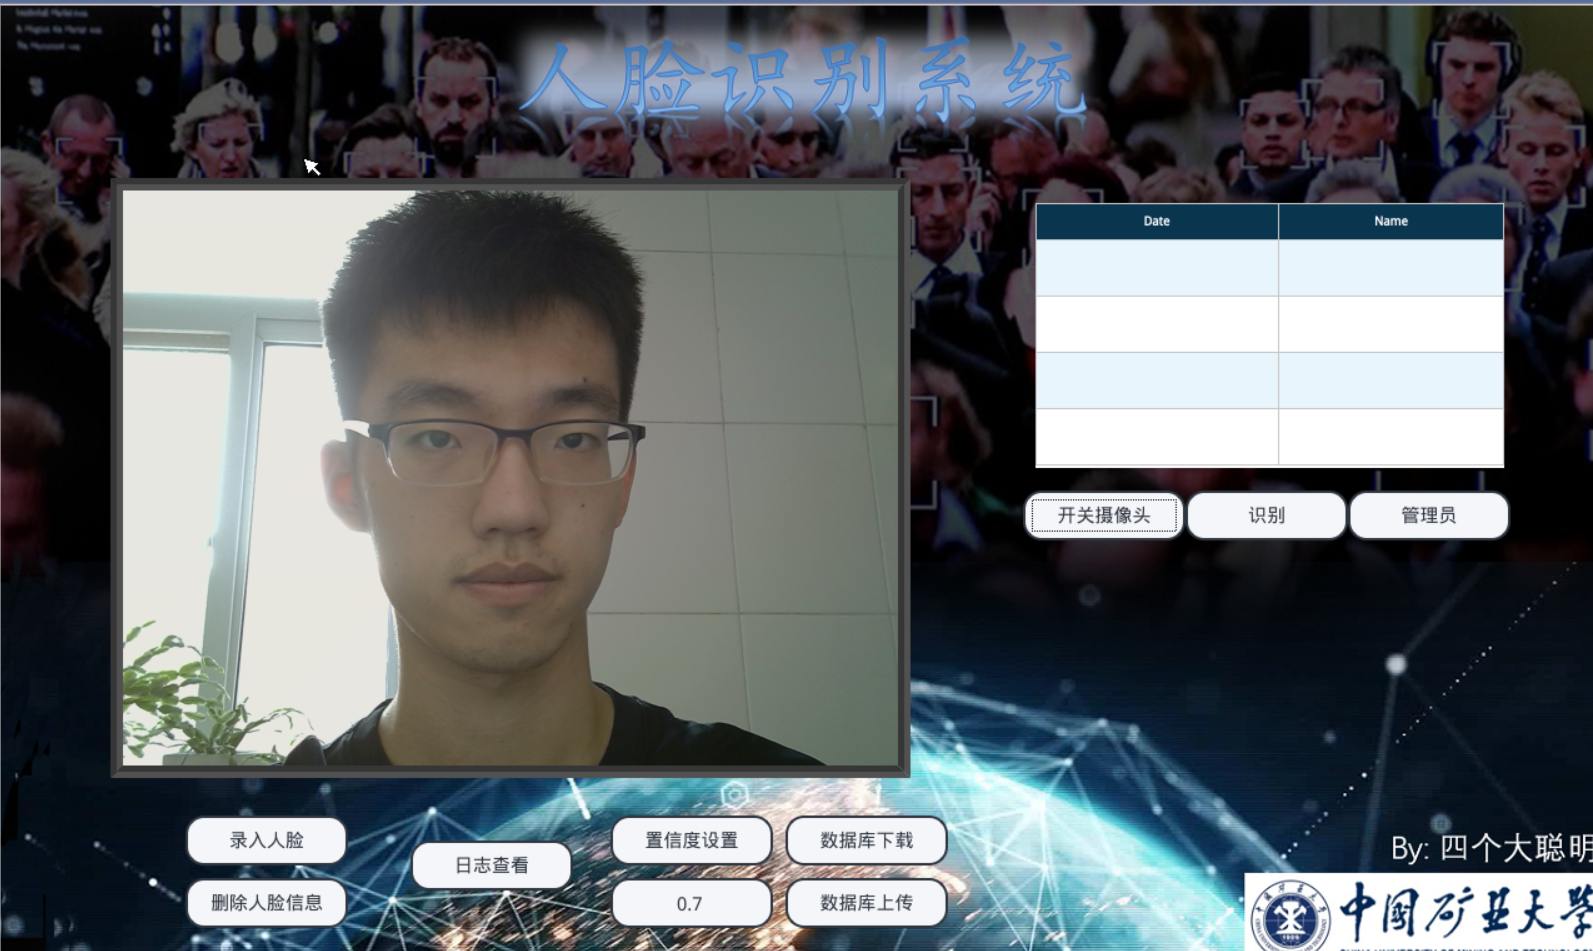 人脸识别系统
Date Name
开关摄像头 识别 管理员
录入人脸 置信度设置 数据库下载
日志查看
删除人脸信息 0.7 数据库上传
By: 四个大聪明
中国矿业大学